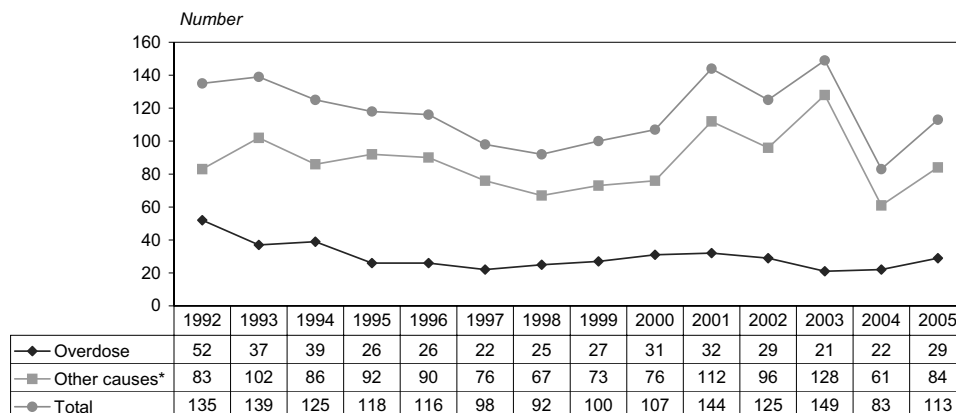 Number
160
140
120
100
80
60
40
20
0
1992 1993 1994 1995 1996 1997 1998 1999 2000 2001 2002 2003 2004 2005
Overdose 52 37 39 26 26 22 25 27 31 32 29 21 22 29
Other causes* 83 102 86 92 90 76 67 73 76 112 96 128 61 84
Total 135 139 125 118 116 98 92 100 107 144 125 149 83 113